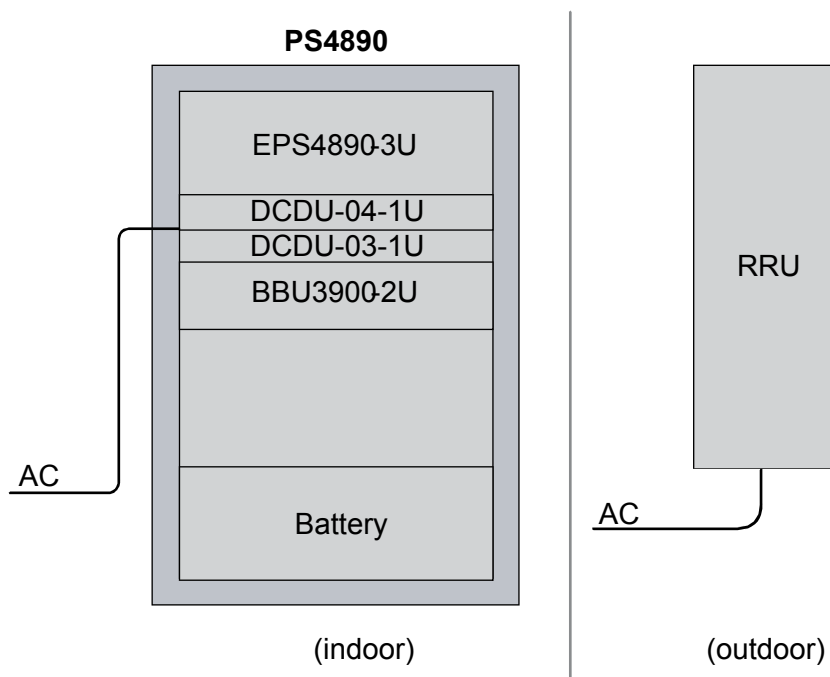 PS4890
EPS4890-3U
DCDU-04-1U
DCDU-03-1U
BBU3900-2U
AC
Battery
(indoor)
RRU
AC
(outdoor)